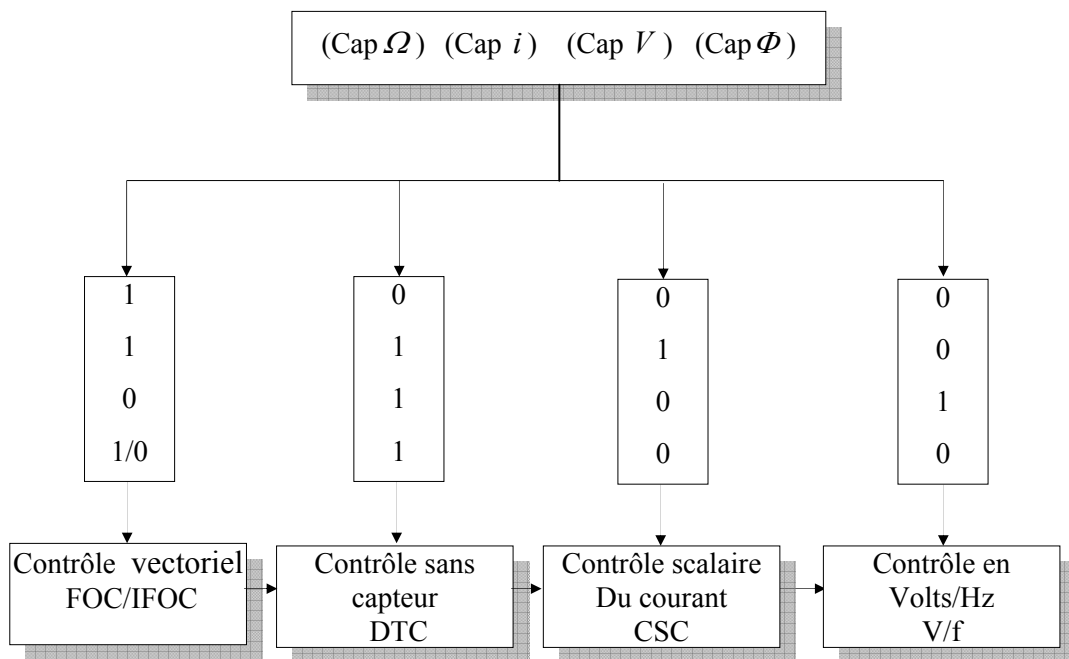 (Cap Ω) (Cap i) (Cap V) (Cap Φ)
1
1
0
1/0
0
1
1
1
0
1
0
0
0
0
1
0
Contrôle vectoriel
FOC/IFOC
Contrôle sans
capteur
DTC
Contrôle scalaire
Du courant
CSC
Contrôle en
Volts/Hz
V/f